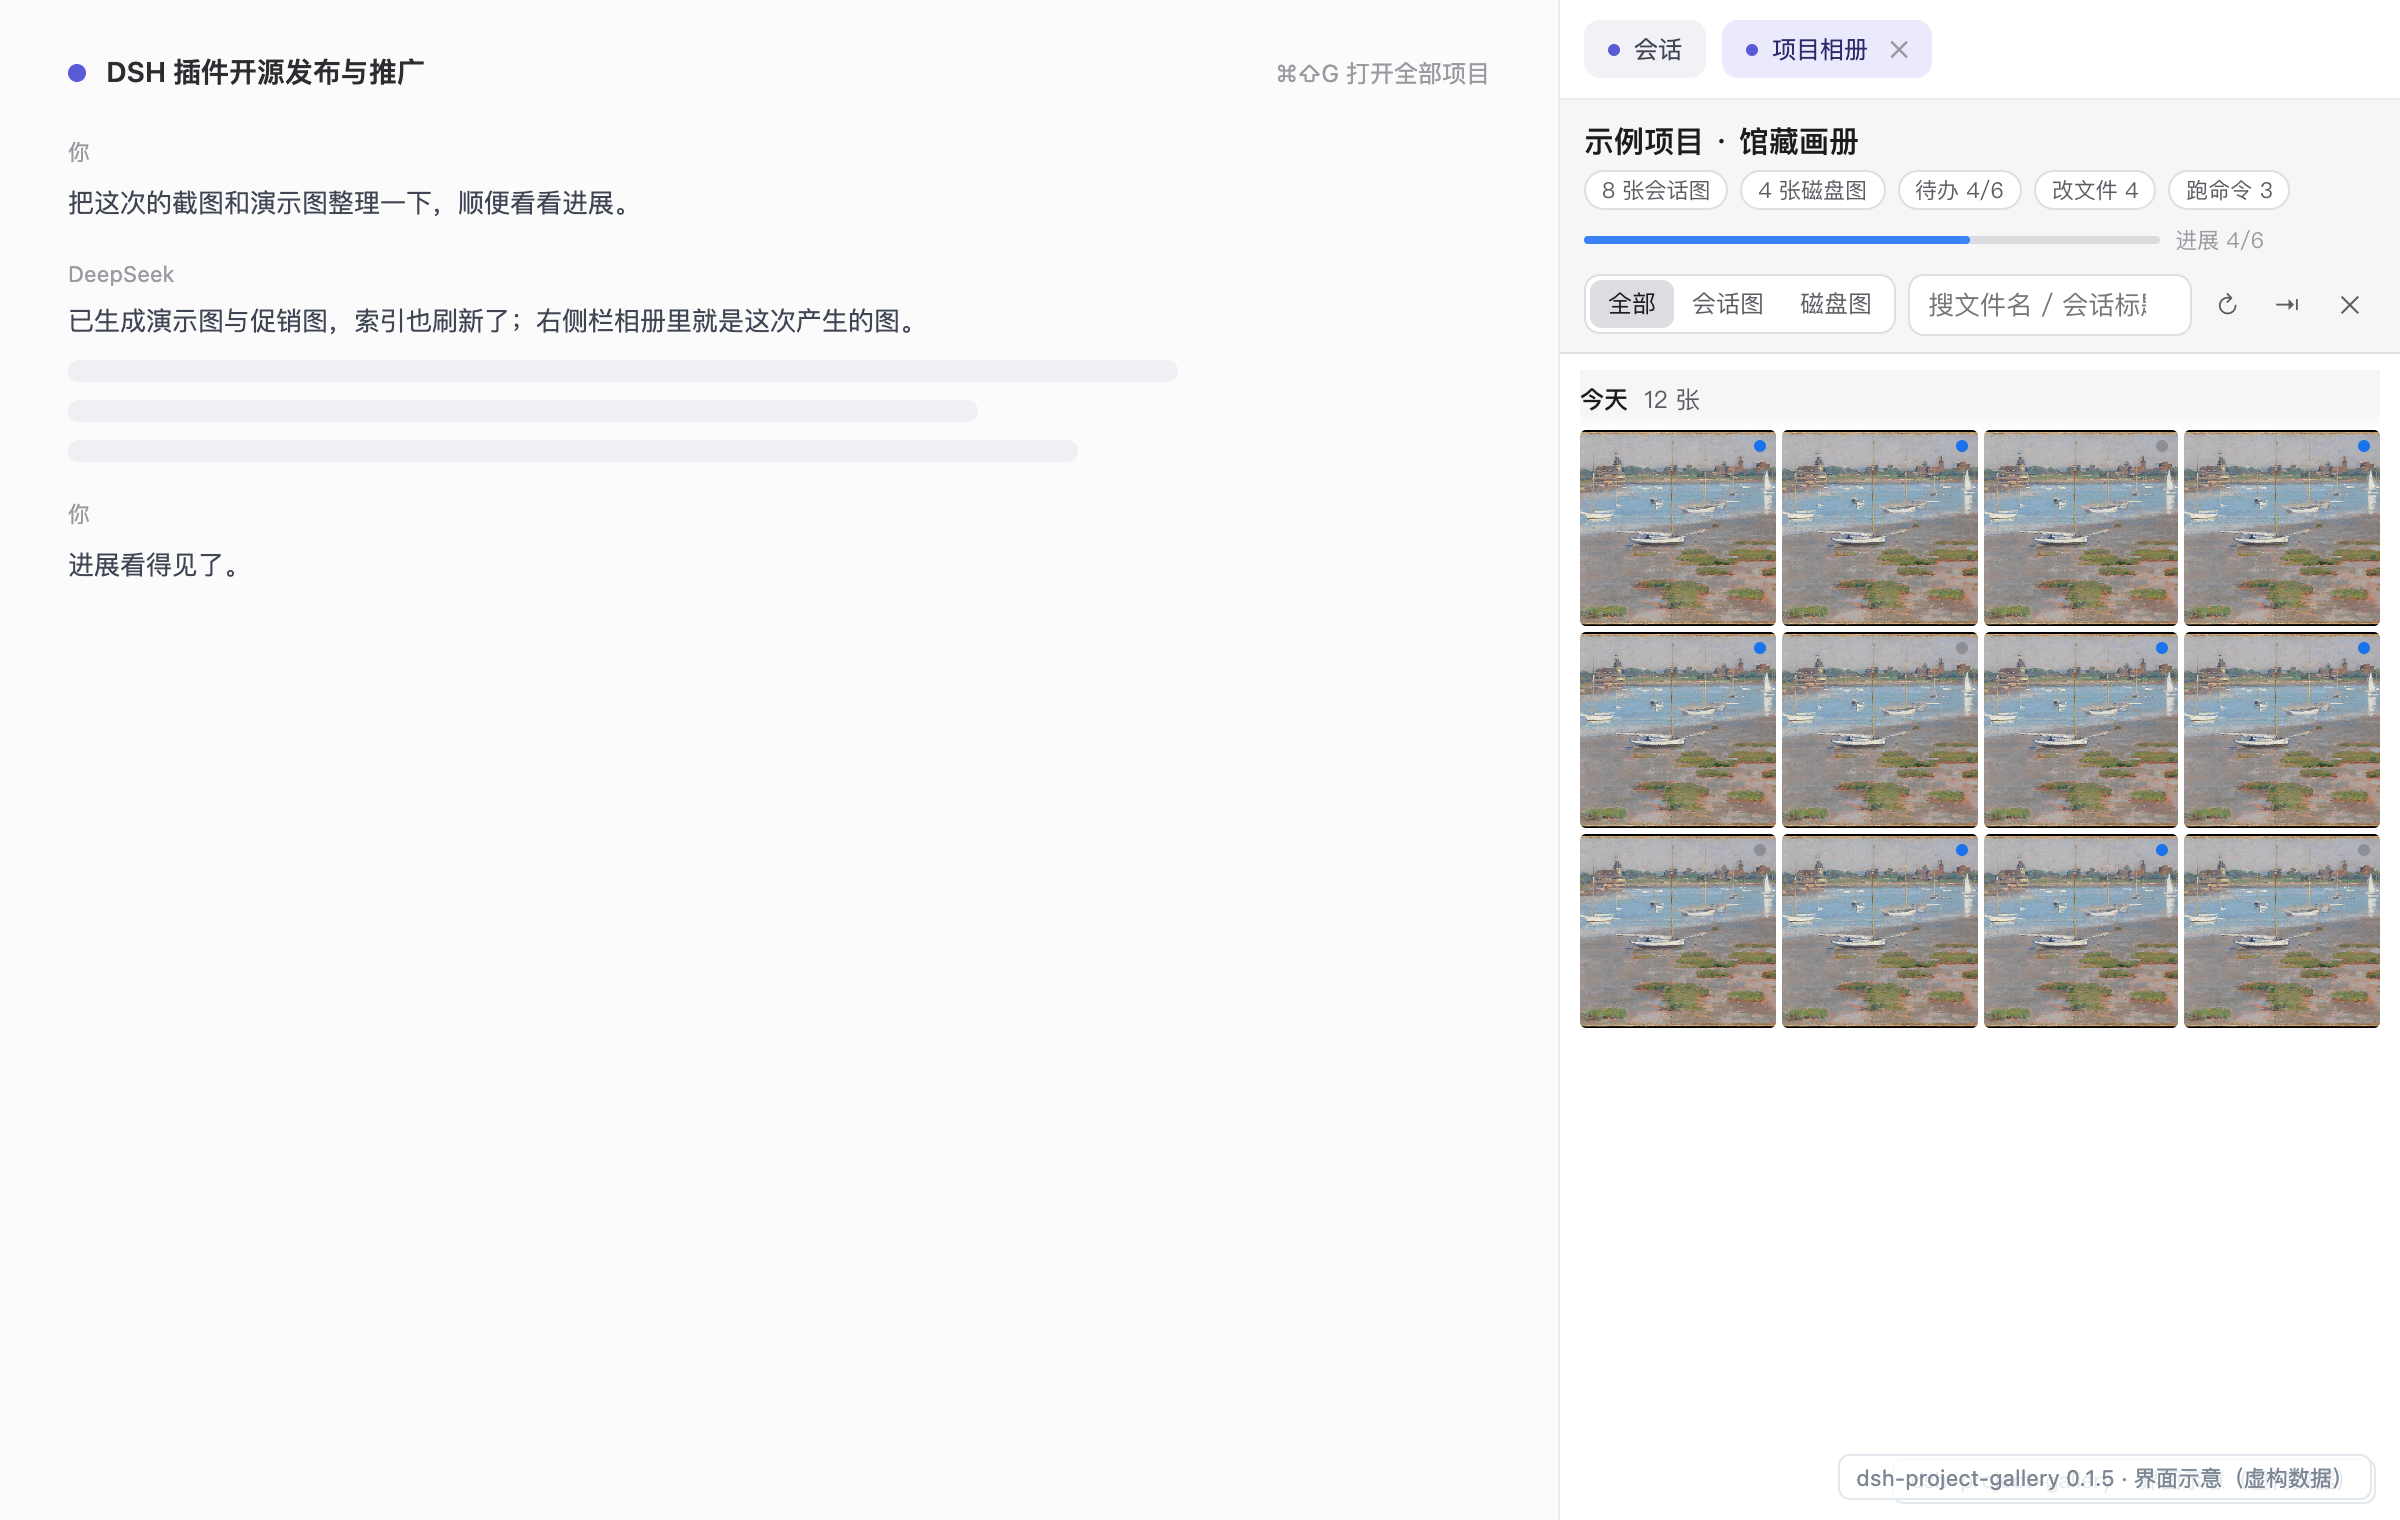 DSH 插件开源发布与推广
⌘⇧G 打开全部项目
你
把这次的截图和演示图整理一下，顺便看看进展。
DeepSeek
已生成演示图与促销图，索引也刷新了；右侧栏相册里就是这次产生的图。
你
进展看得见了。
会话
项目相册
示例项目 · 馆藏画册
8 张会话图
4 张磁盘图
待办 4/6
改文件 4
跑命令 3
进展 4/6
全部
会话图
磁盘图
搜文件名 / 会话标
今天 12 张
dsh-project-gallery 0.1.5 · 界面示意（虚构数据）